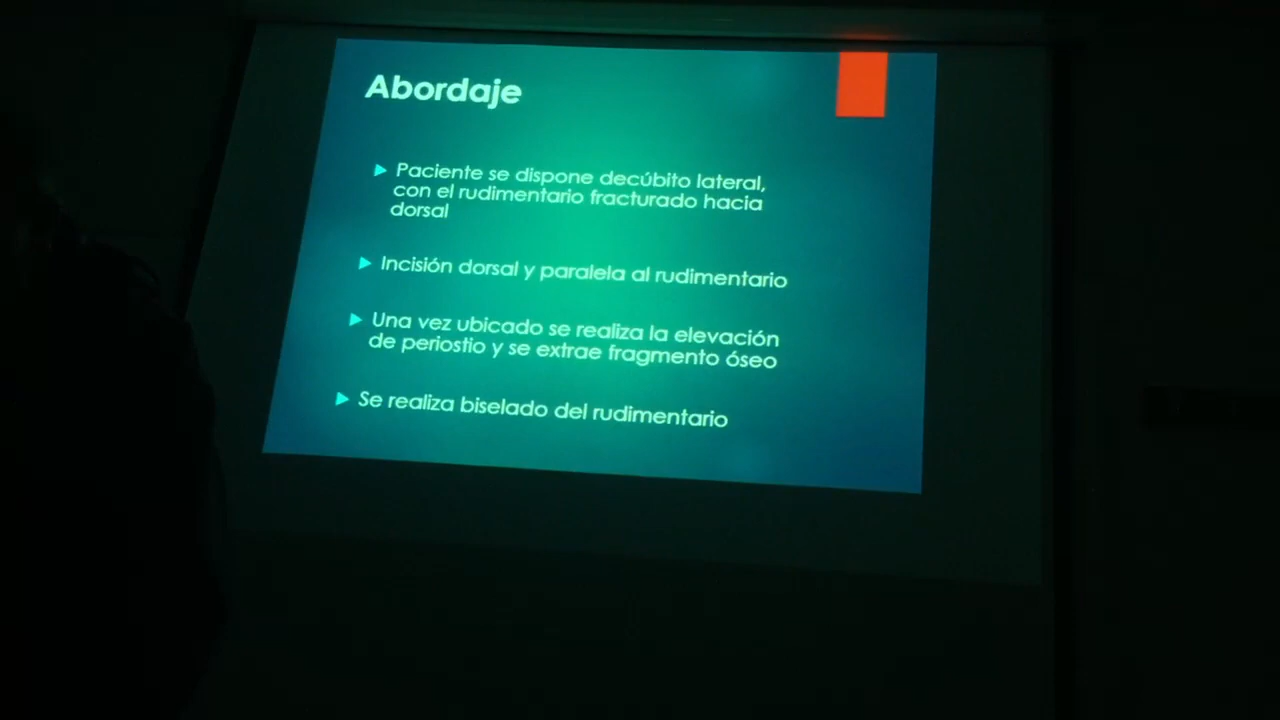 Abordaje
Paciente se dispone decúbito lateral,
con el rudimentario fracturado hacia
dorsal
Incisión dorsal y paralela al rudimentario
Una vez ubicado se realiza la elevación
de periostio y se extrae fragmento óseo
Se realiza biselado del rudimentario